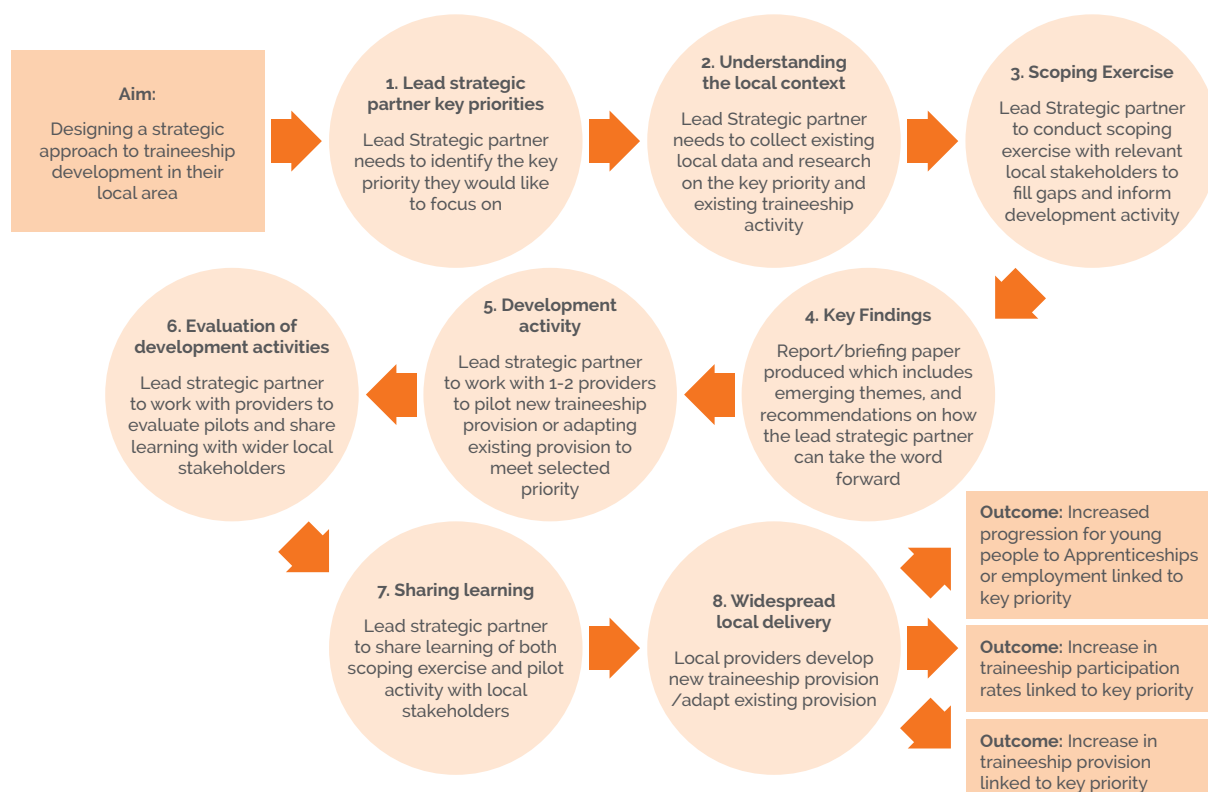 Aim:
Designing a strategic
approach to traineeship
development in their
local area
1. Lead strategic
partner key priorities
Lead Strategic partner
needs to identify the key
priority they would like
to focus on
2. Understanding
the local context
Lead Strategic partner
needs to collect existing
local data and research
on the key priority and
existing traineeship
activity
3. Scoping Exercise
Lead Strategic partner
to conduct scoping
exercise with relevant
local stakeholders to
fill gaps and inform
development activity
4. Key Findings
Report/briefing paper
produced which includes
emerging themes, and
recommendations on how
the lead strategic partner
can take the word
forward
5. Development
activity
Lead strategic partner
to work with 1-2 providers
to pilot new traineeship
provision or adapting
existing provision to
meet selected
priority
6. Evaluation of
development activities
Lead strategic partner
to work with providers to
evaluate pilots and share
learning with wider local
stakeholders
7. Sharing learning
Lead strategic partner
to share learning of both
scoping exercise and pilot
activity with local
stakeholders
8. Widespread
local delivery
Local providers develop
new traineeship provision
/adapt existing provision
Outcome: Increased
progression for young
people to Apprenticeships
or employment linked to
key priority
Outcome: Increase in
traineeship participation
rates linked to key priority
Outcome: Increase in
traineeship provision
linked to key priority